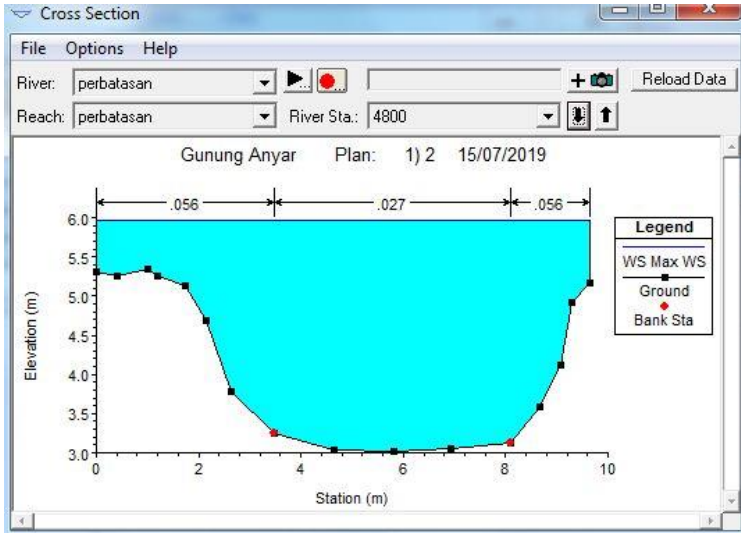 Cross Section
File Options Help
River: perbatasan
Reload Data
Reach: perbatasan River Sta.: 4800
Gunung Anyar Plan: 1) 2 15/07/2019
.056 .027 .056
6.0
5.5
5.0
4.5
4.0
3.5
3.0
Elevation (m)
0 2 4 6 8 10
Station (m)
Legend
WS Max WS
Ground
Bank Sta